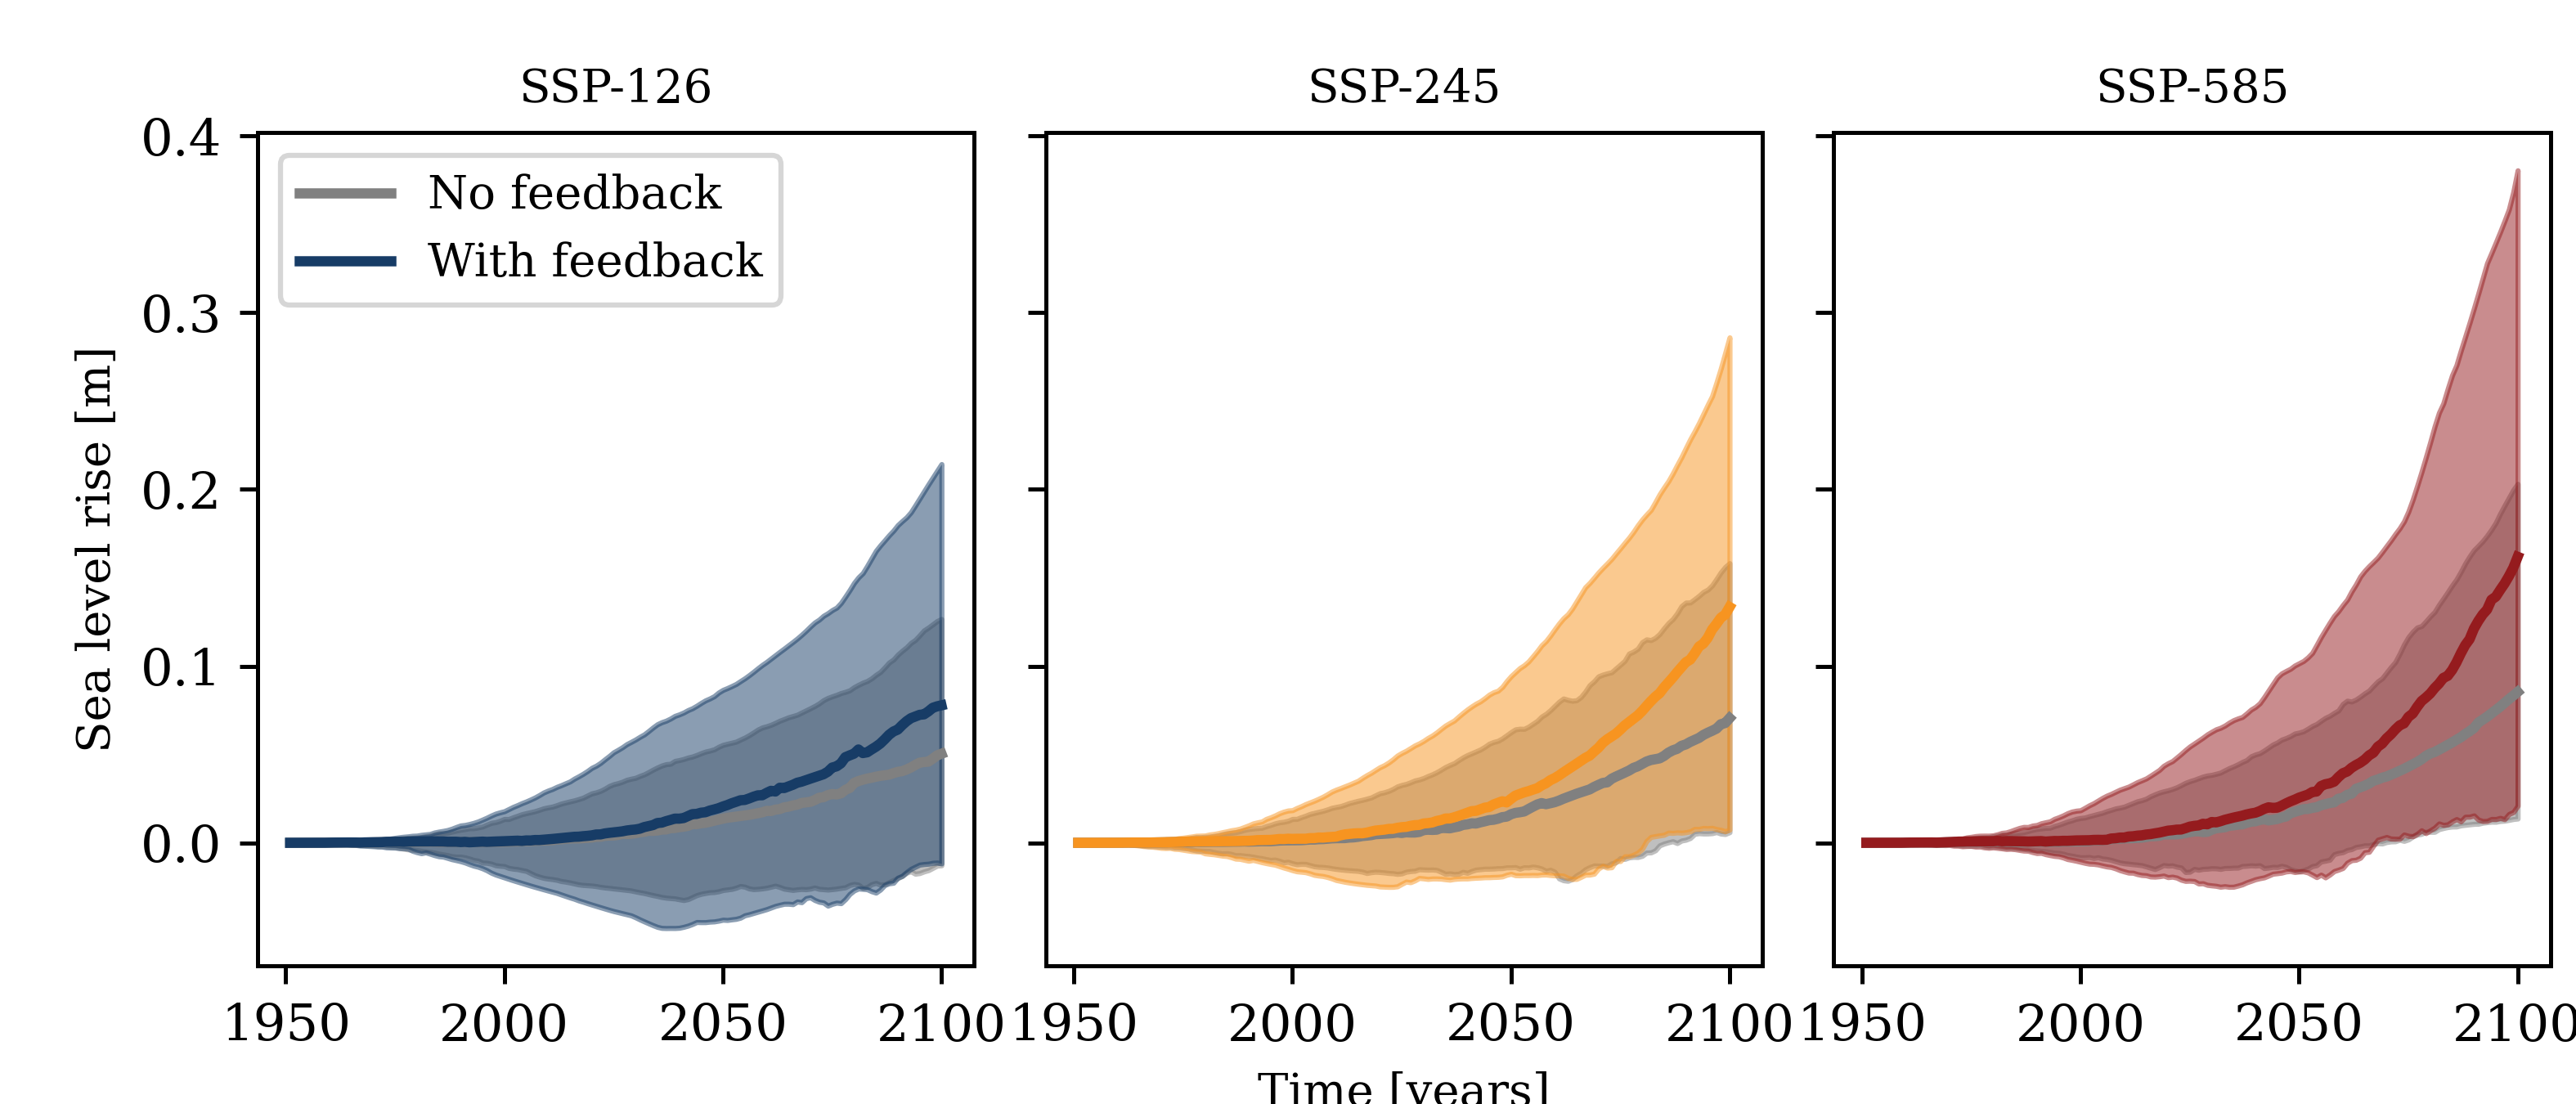 SSP-126 SSP-245 SSP-585
0.4
No feedback
With feedback
0.3
0.2
0.1
0.0
Sea level rise [m]
1950 2000 2050 2100 1950 2000 2050 2100 1950 2000 2050 2100
Time [years]